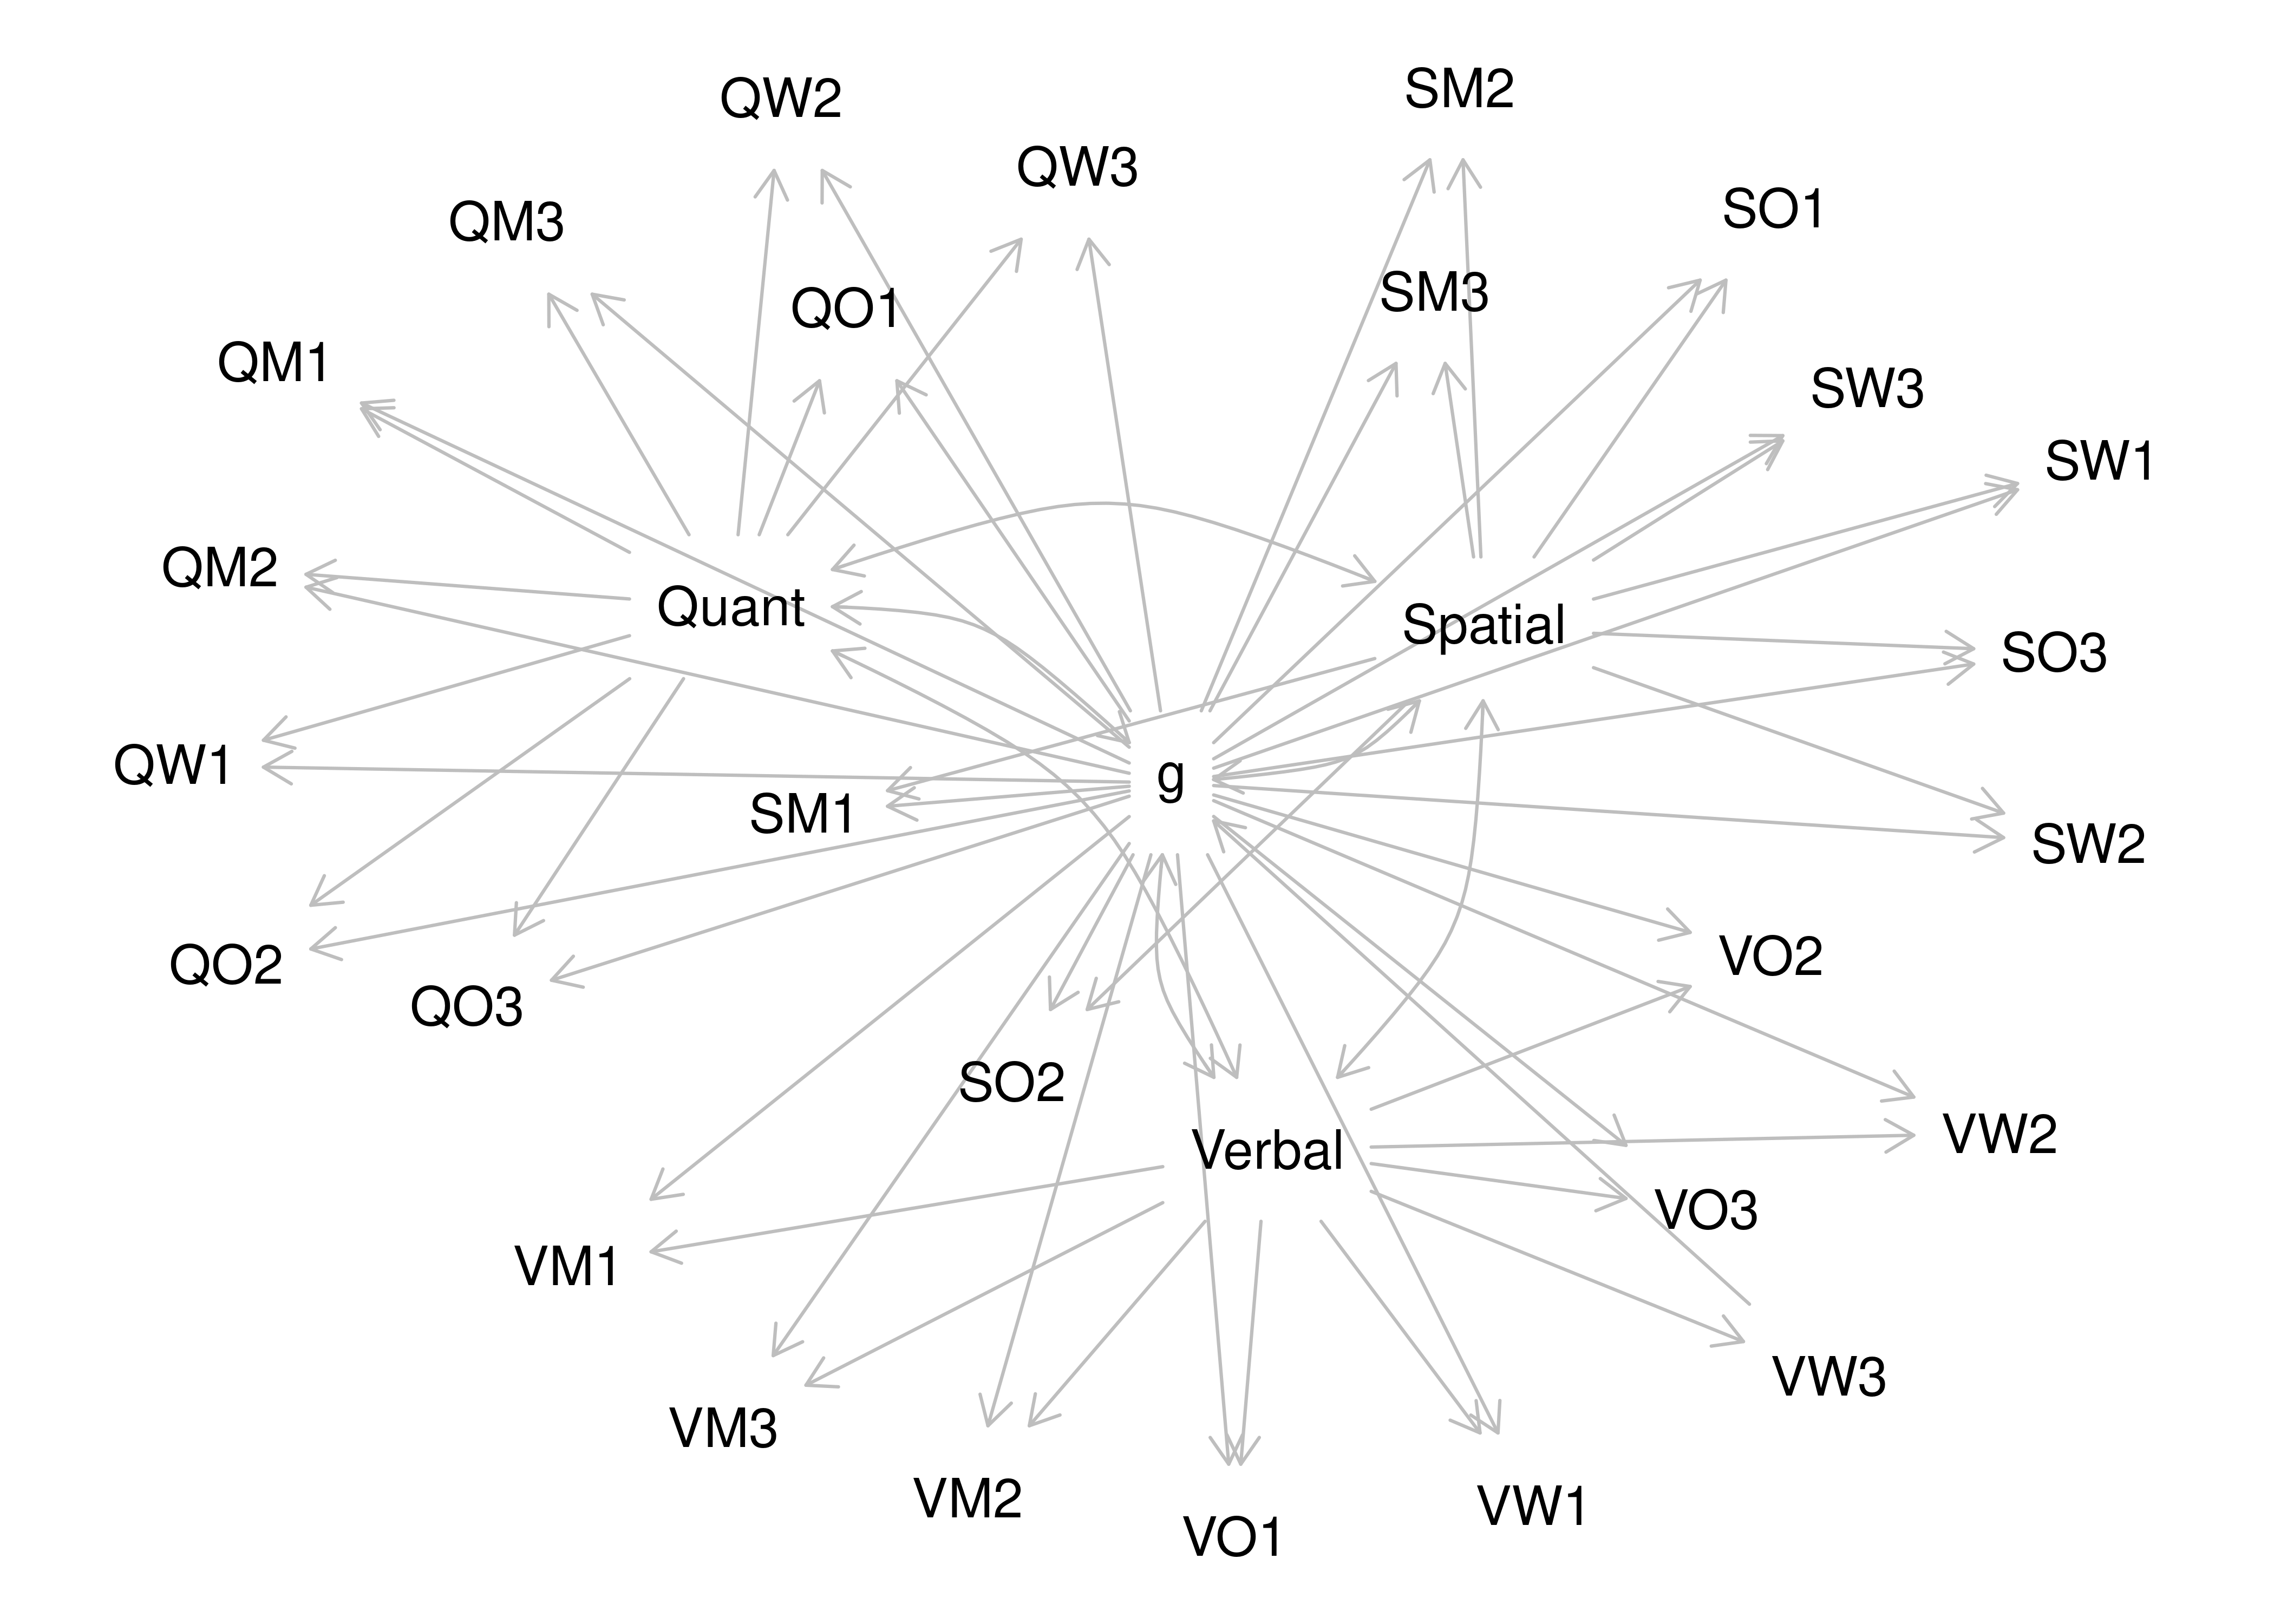 SM2
QW2
QW3
SO1
QM3
SM3
QO1
QM1
SW3
SW1
QM2
Quant
Spatial
SO3
QW1
g
SM1
SW2
VO2
QO2
QO3
SO2
VW2
Verbal
VO3
VM1
VW3
VM3
VM2
VW1
VO1